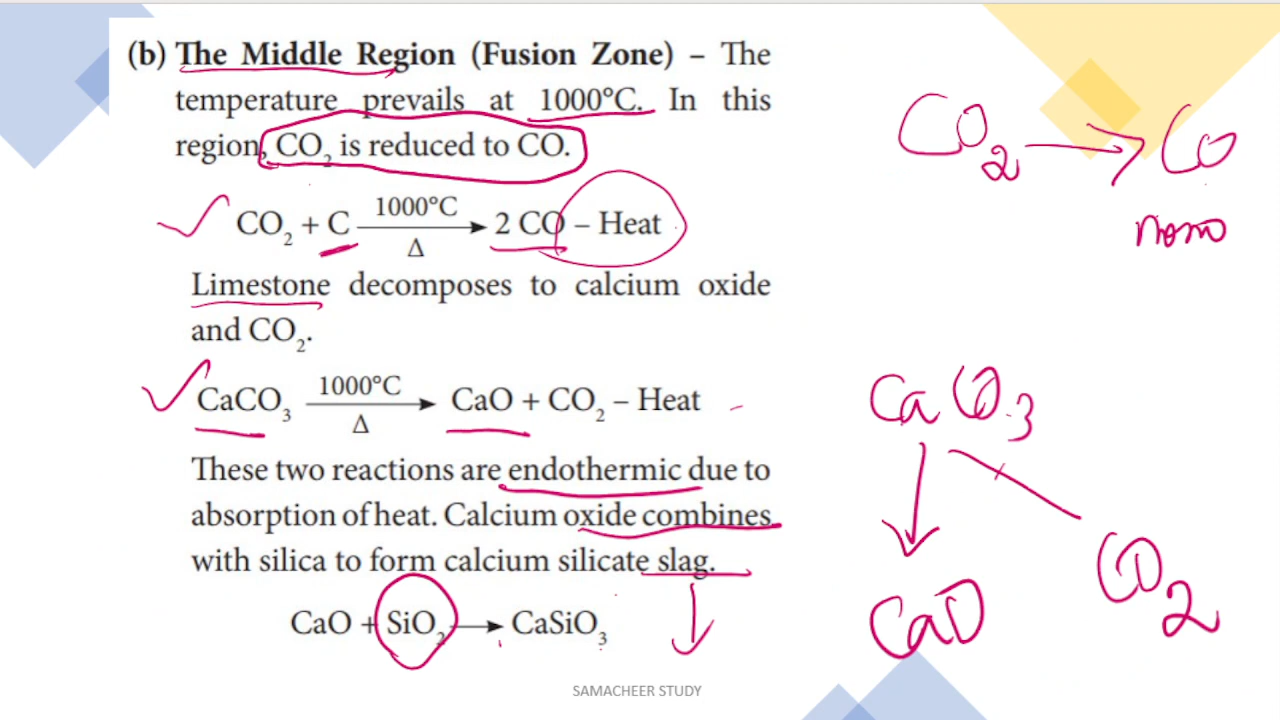 (b) The Middle Region (Fusion Zone) – The
temperature prevails at 1000°C. In this
region, CO₂ is reduced to CO.
CO₂ + C 1000°C → Δ 2 CO – Heat
Limestone decomposes to calcium oxide
and CO₂.
CaCO₃ 1000°C → Δ CaO + CO₂ – Heat
These two reactions are endothermic due to
absorption of heat. Calcium oxide combines
with silica to form calcium silicate slag.
CaO + SiO₂ → CaSiO₃
CO₂ → CO
mono
CaCO₃
CO₂
CaO
SAMACHEER STUDY